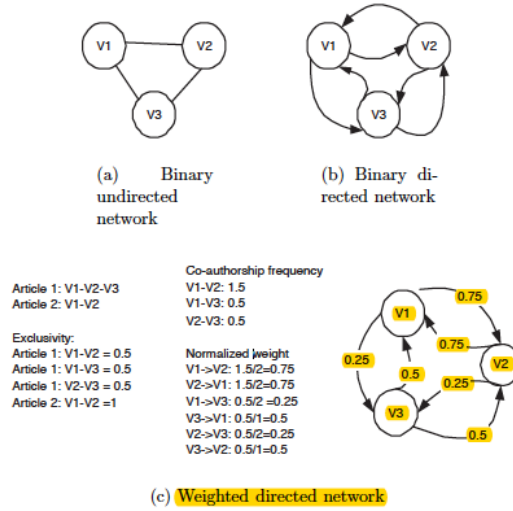 V1
V2
V3
V1
V2
V3
(a) Binary
undirected
network
(b) Binary di-
rected network
Article 1: V1-V2-V3
Article 2: V1-V2
Exclusivity:
Article 1: V1-V2 = 0.5
Article 1: V1-V3 = 0.5
Article 1: V2-V3 = 0.5
Article 2: V1-V2 =1
Co-authorship frequency
V1-V2: 1.5
V1-V3: 0.5
V2-V3: 0.5
Normalized weight
V1->V2: 1.5/2=0.75
V2->V1: 1.5/2=0.75
V1->V3: 0.5/2 =0.25
V3->V1: 0.5/1=0.5
V2->V3: 0.5/2=0.25
V3->V2: 0.5/1=0.5
0.75
V1
0.75
V2
0.25
0.5
0.25
V3
0.5
(c) Weighted directed network